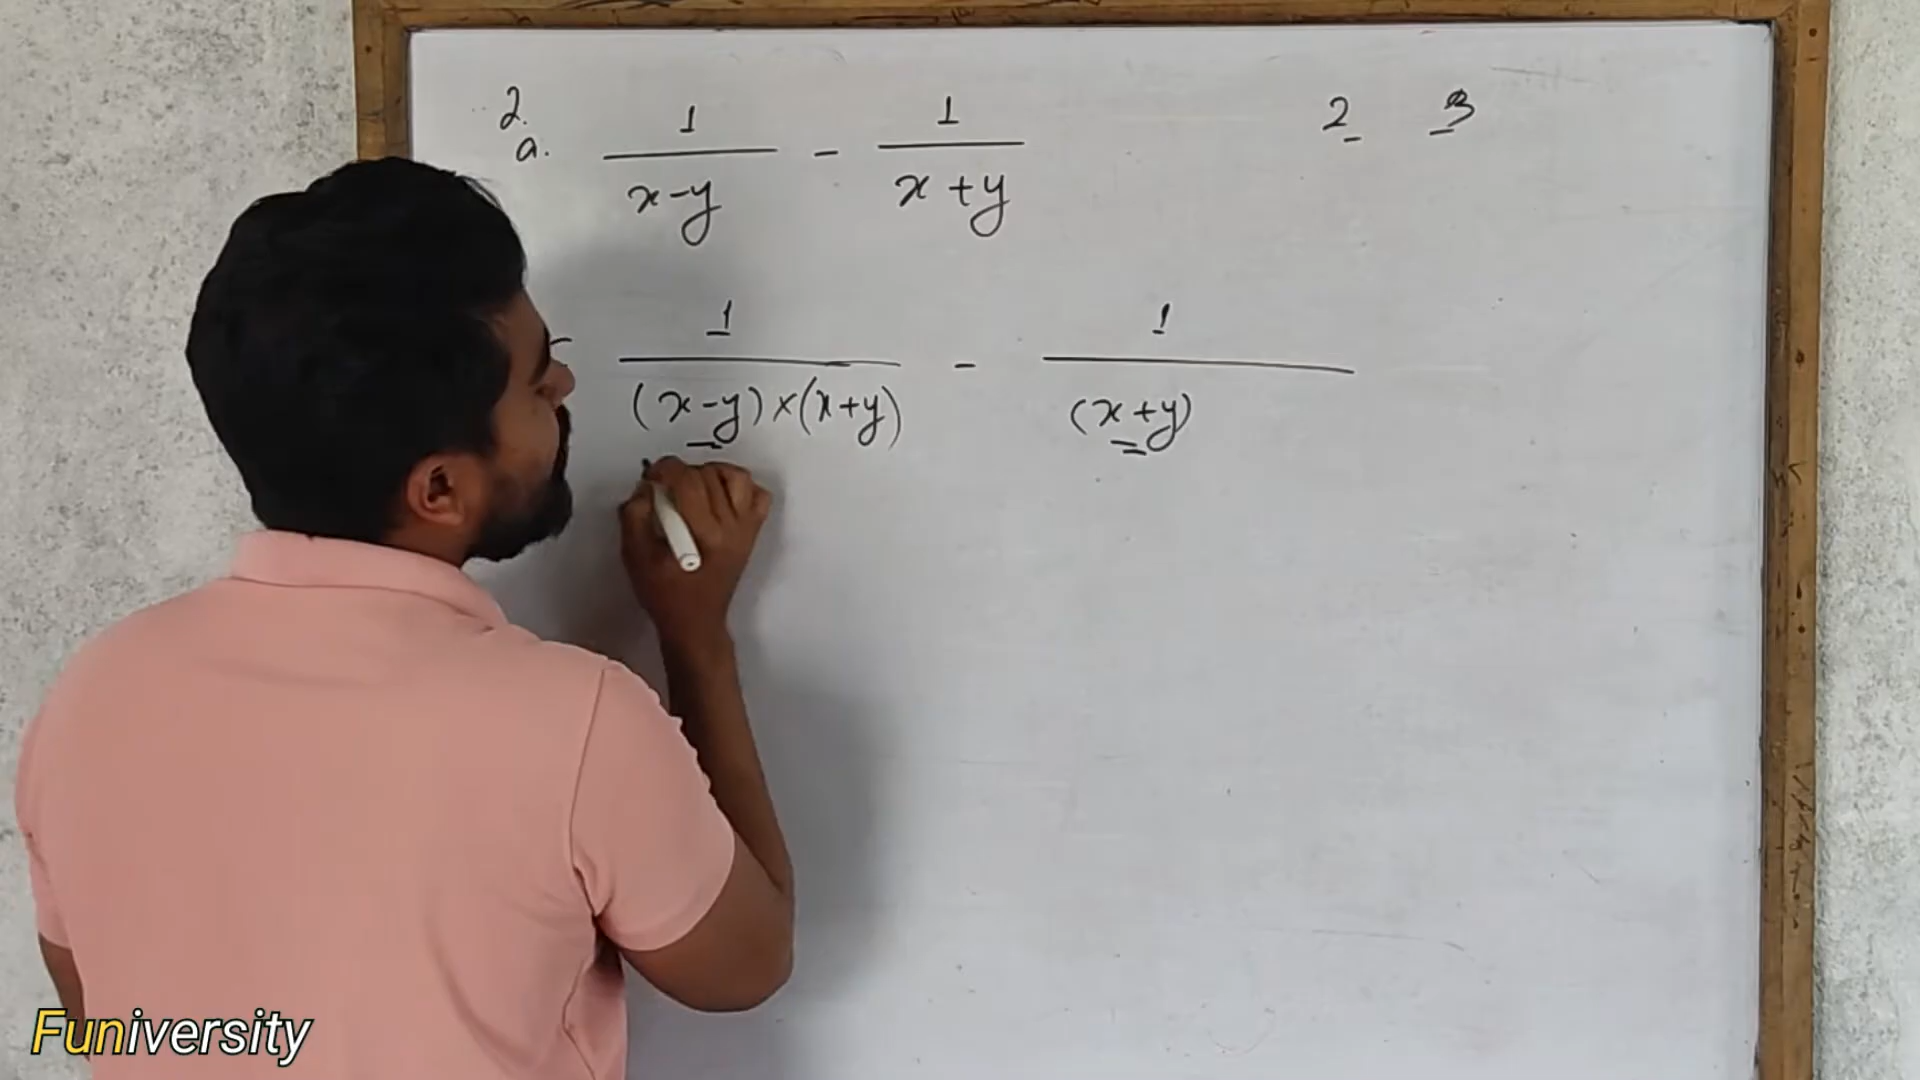 2. 2 3
a. 1/(x-y) - 1/(x+y)
= 1/((x-y)×(x+y)) - 1/((x+y))
Funiversity